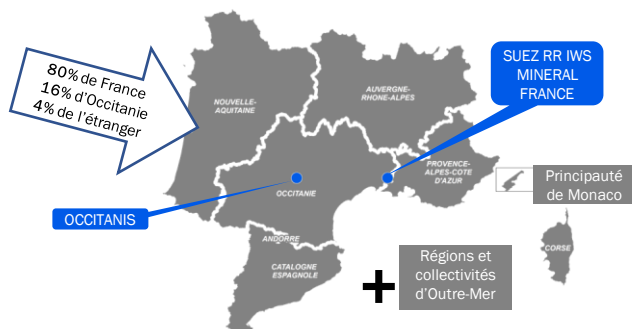 80% de France
16% d'Occitanie
4% de l'étranger
NOUVELLE-
AQUITAINE
AUVERGNE-
RHONE-ALPES
SUEZ RR IWS
MINERAL
FRANCE
PROVENCE-
ALPES-COTE
D'AZUR
Principauté
de Monaco
OCCITANIE
OCCITANIS
ANDORRE
CATALOGNE
ESPAGNOLE
+
Régions et
collectivités
d'Outre-Mer
CORSE